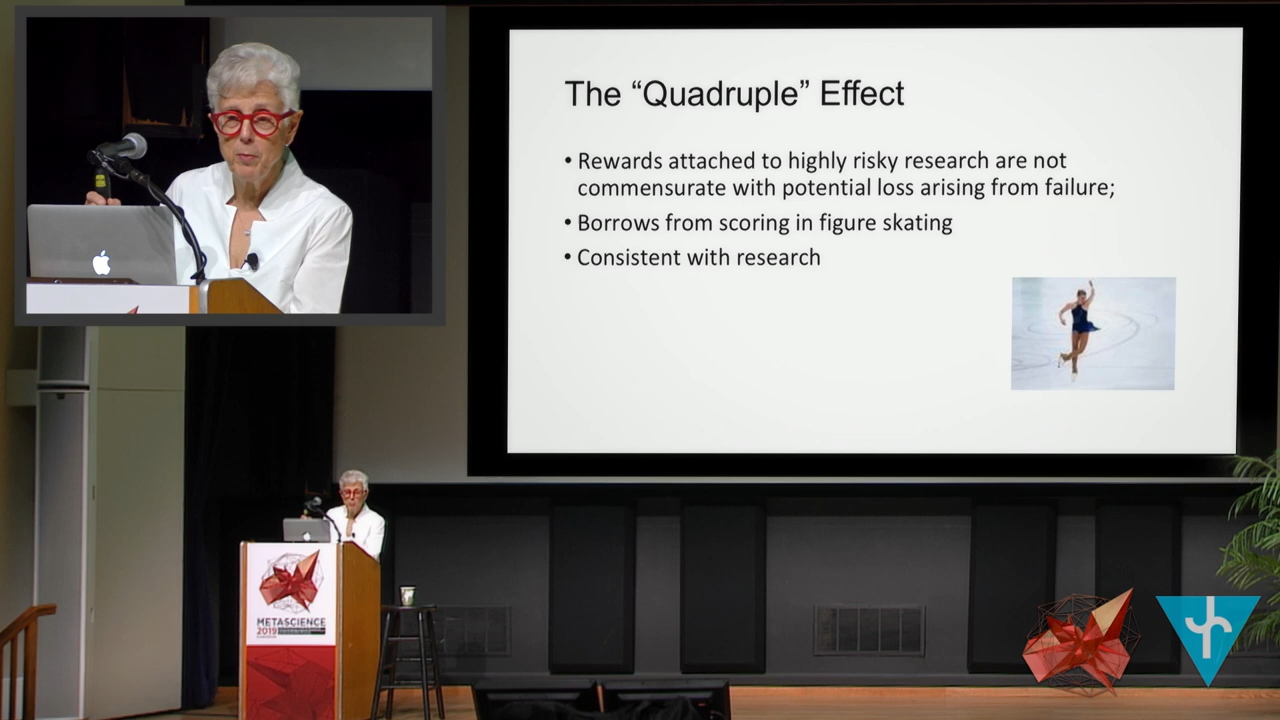 The “Quadruple” Effect
• Rewards attached to highly risky research are not
commensurate with potential loss arising from failure;
• Borrows from scoring in figure skating
• Consistent with research
METASCIENCE
2019